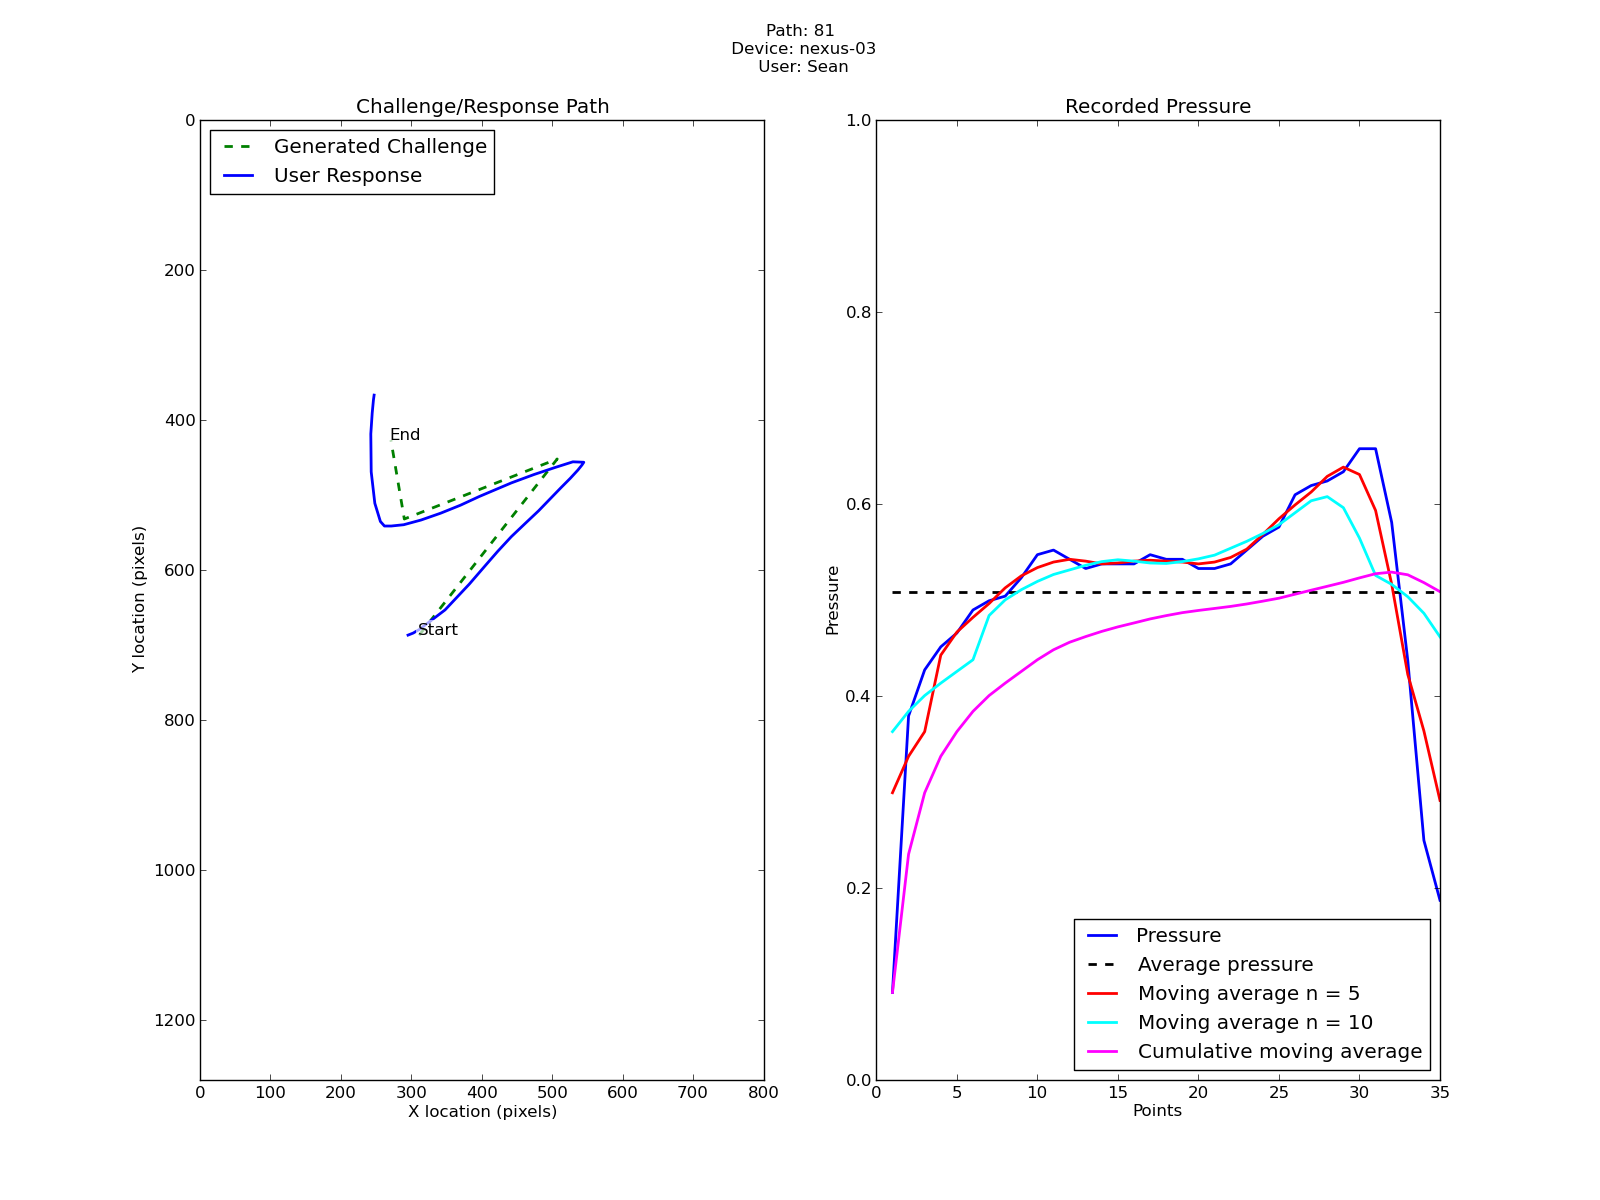 Path: 81
Device: nexus-03
User: Sean
Challenge/Response Path
Generated Challenge
User Response
End
Start
0
200
400
600
800
1000
1200
Y location (pixels)
0 100 200 300 400 500 600 700 800
X location (pixels)
Recorded Pressure
1.0
0.8
0.6
0.4
0.2
0.0
Pressure
Pressure
Average pressure
Moving average n = 5
Moving average n = 10
Cumulative moving average
0 5 10 15 20 25 30 35
Points